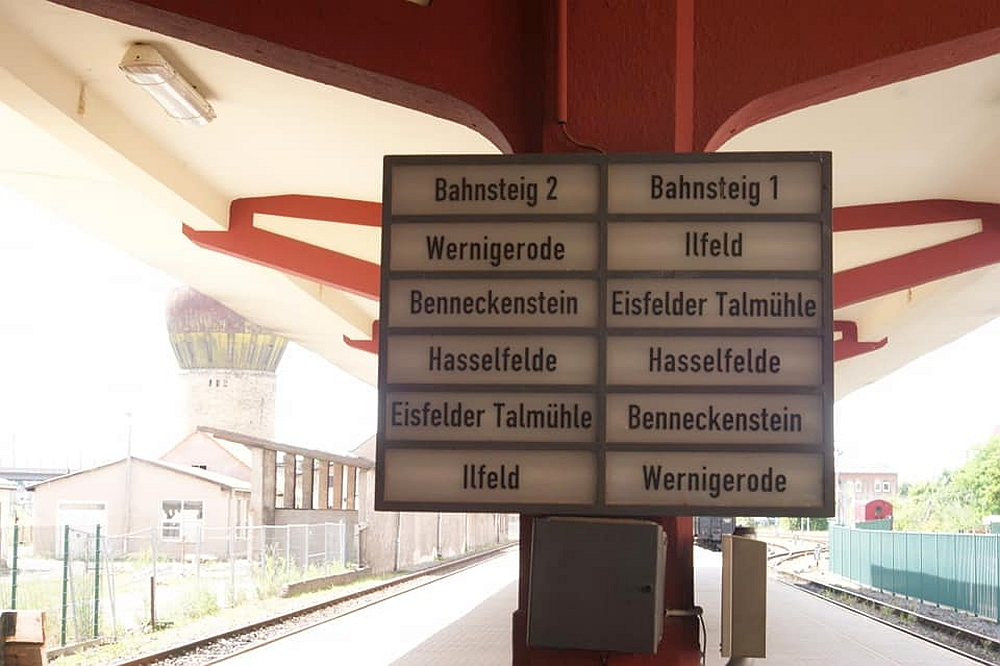 Bahnsteig 2
Wernigerode
Benneckenstein
Hasselfelde
Eisfelder Talmühle
Ilfeld
Bahnsteig 1
Ilfeld
Eisfelder Talmühle
Hasselfelde
Benneckenstein
Wernigerode